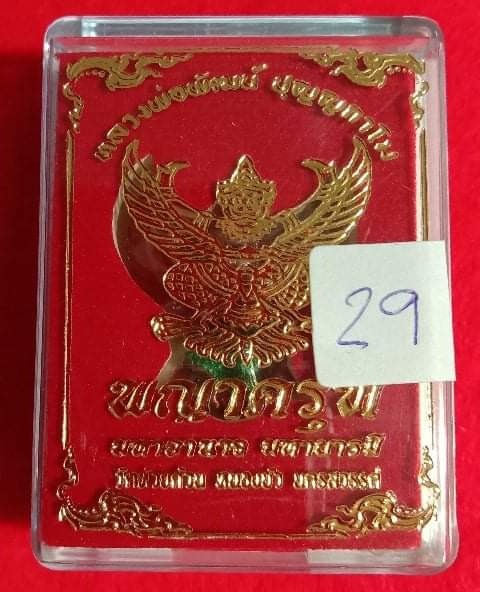 หลวงพ่อพัฒน์ ปุญญกาโม
29
พญาครุฑ
มหาอำนาจ มหาบารมี
วัดห้วยด้วน หนองบัว นครสวรรค์